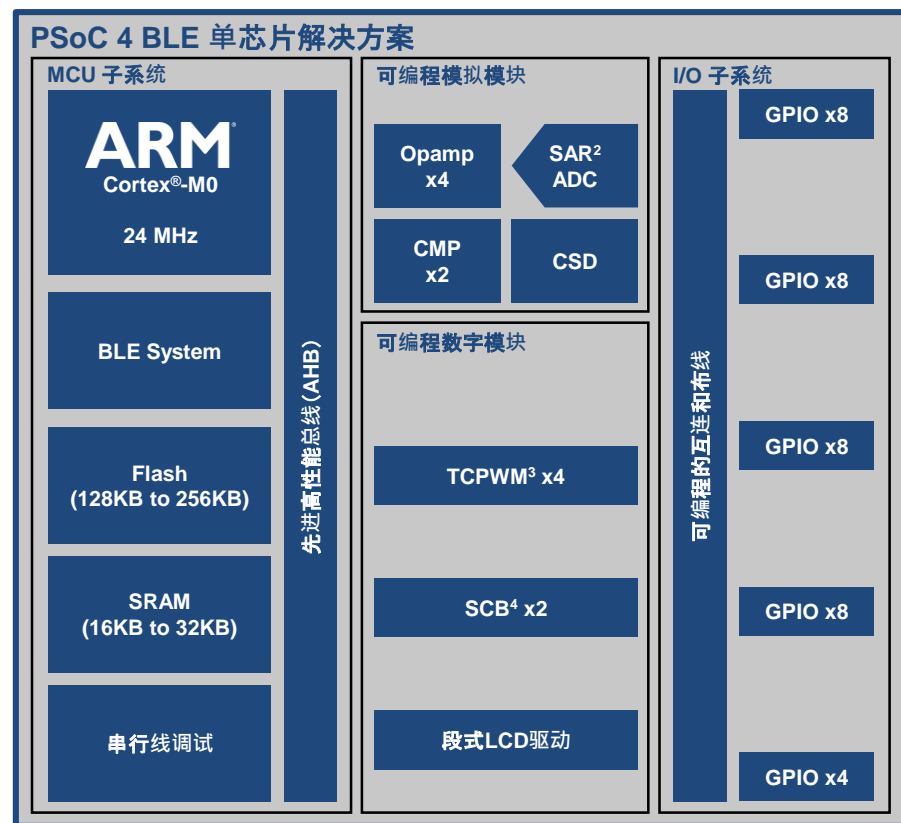 PSoC 4 BLE 单芯片解决方案
MCU 子系统
ARM®
Cortex®-M0
24 MHz
BLE System
Flash
(128KB to 256KB)
SRAM
(16KB to 32KB)
串行线调试
先进高性能总线(AHB)
可编程模拟模块
Opamp
x4
SAR²
ADC
CMP
x2
CSD
可编程数字模块
TCPWM³ x4
SCB⁴ x2
段式LCD驱动
I/O 子系统
可编程的互连和布线
GPIO x8
GPIO x8
GPIO x8
GPIO x8
GPIO x4